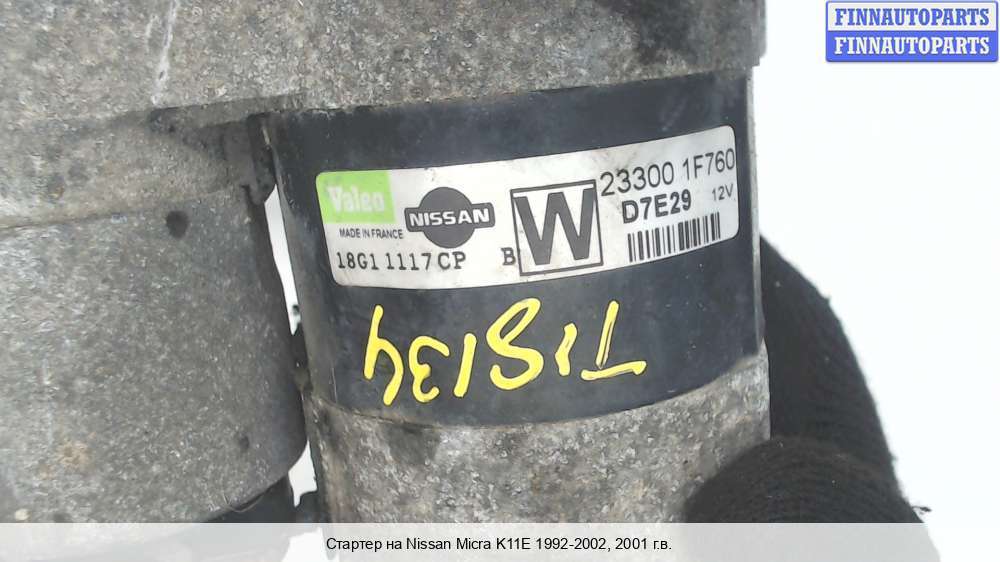 FINNAUTOPARTS
FINNAUTOPARTS
Valeo
NISSAN
W
23300 1F760
D7E29 12V
MADE IN FRANCE
18G1 1117CP B
T18134
Стартер на Nissan Micra K11E 1992-2002, 2001 г.в.